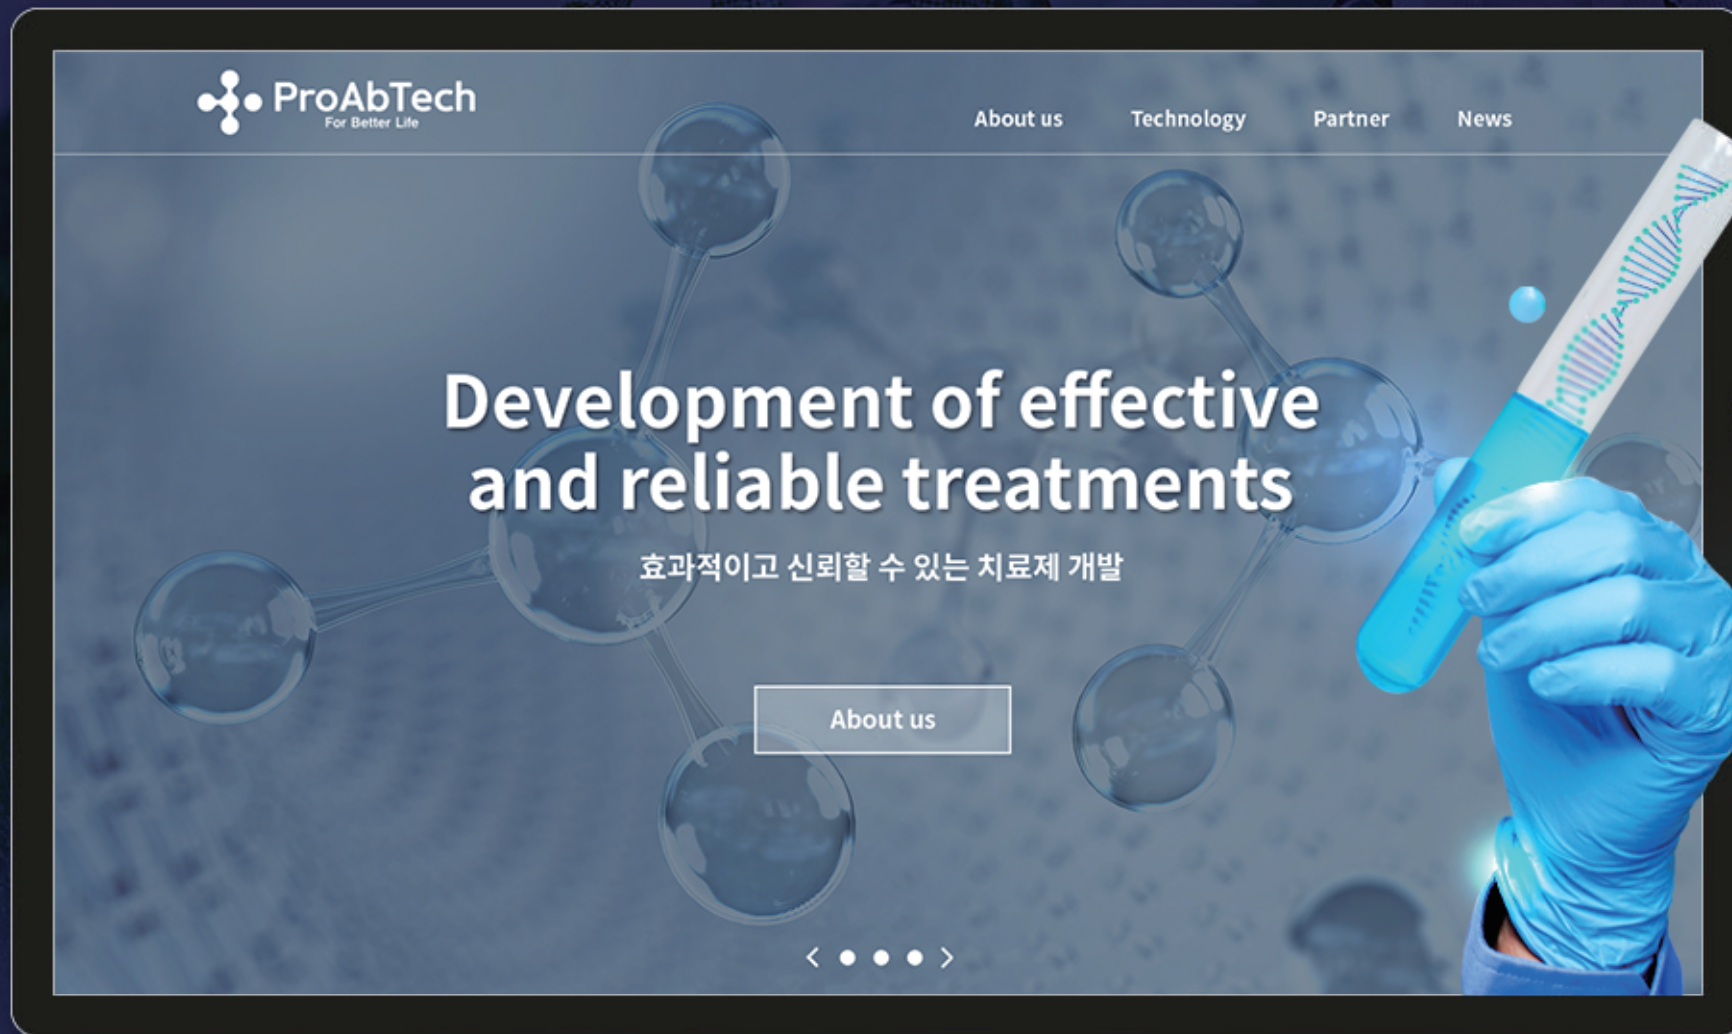 ProAbTech
For Better Life
About us Technology Partner News
Development of effective
and reliable treatments
효과적이고 신뢰할 수 있는 치료제 개발
About us